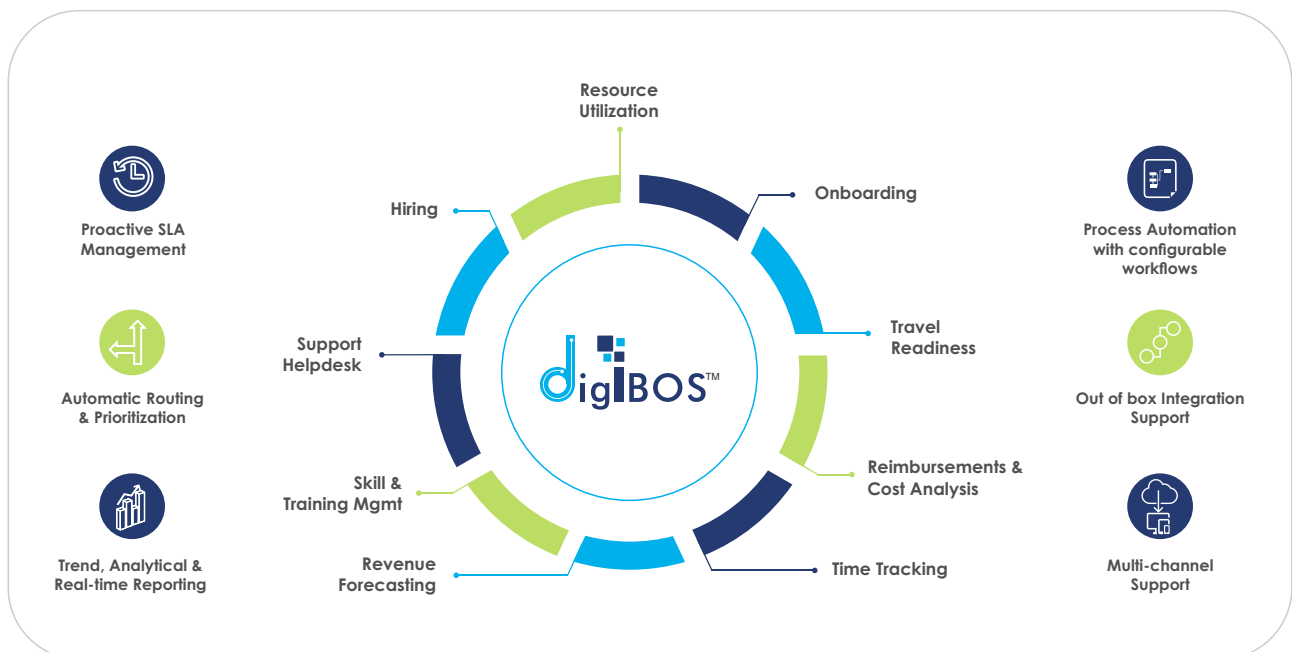 Resource
Utilization
Onboarding
Hiring
Proactive SLA
Management
Process Automation
with configurable
workflows
Travel
Readiness
Support
Helpdesk
digIBOS™
Automatic Routing
& Prioritization
Out of box Integration
Support
Reimbursements &
Cost Analysis
Skill &
Training Mgmt
Revenue
Forecasting
Time Tracking
Trend, Analytical &
Real-time Reporting
Multi-channel
Support